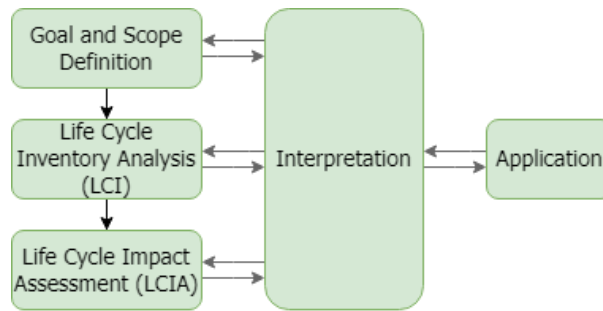 Goal and Scope
Definition
Life Cycle
Inventory Analysis
(LCI)
Interpretation
Application
Life Cycle Impact
Assessment (LCIA)